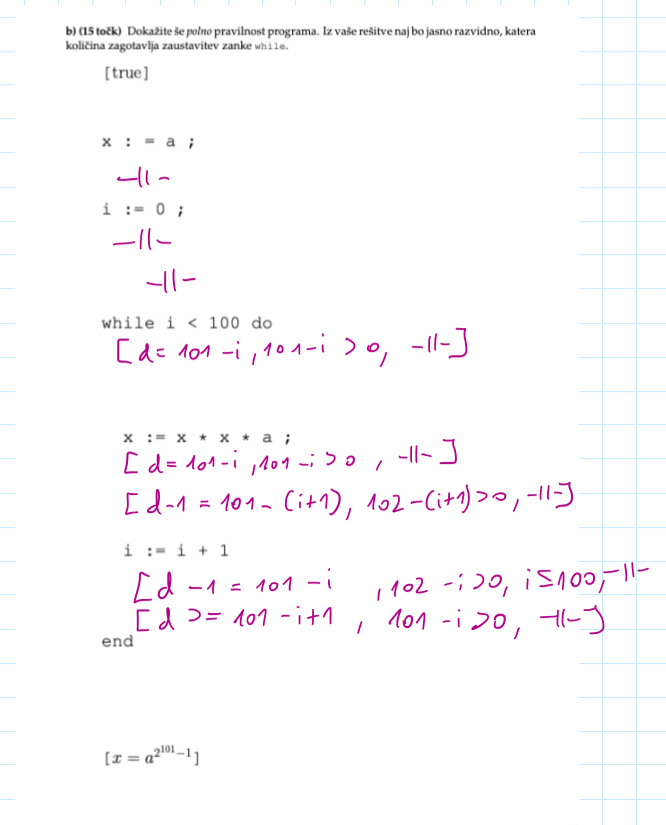 b) (15 točk) Dokažite še polno pravilnost programa. Iz vaše rešitve naj bo jasno razvidno, katera
količina zagotavlja zaustavitev zanke while.
[true]
x := a ;
-||-
i := 0 ;
-||-
-||-
while i < 100 do
[d = 101 - i, 101 - i > 0, -||-]
x := x * x * a ;
[d = 101 - i, 101 - i > 0, -||-]
[d - 1 = 101 - (i+1), 102 - (i+1) > 0, -||-]
i := i + 1
[d - 1 = 101 - i, 102 - i > 0, i ≤ 100, -||-
[d >= 101 - i + 1, 101 - i > 0, -||-]
end
[x = a^{2^{101}-1}]